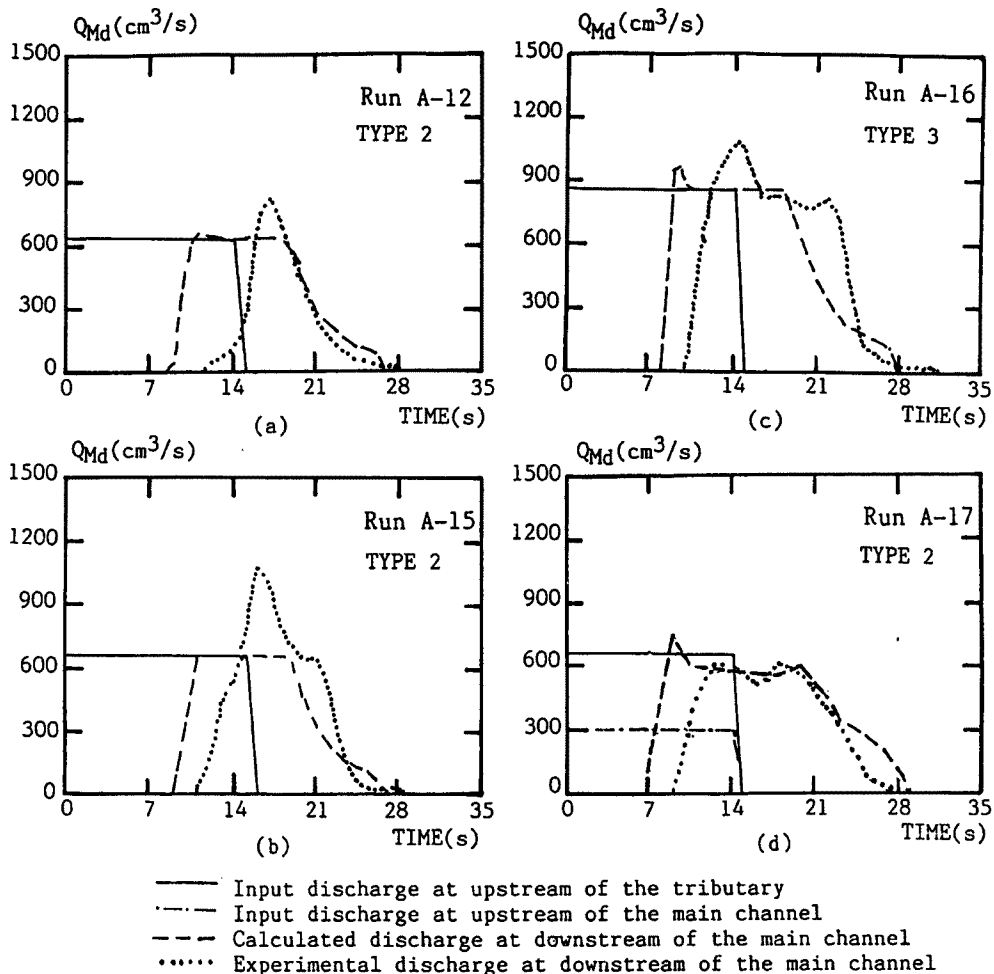 Q_Md(cm³/s)
1500
1200
900
600
300
0
Run A-12
TYPE 2
0 7 14 21 28 35
TIME(s)
(a)
Q_Md(cm³/s)
1500
1200
900
600
300
0
Run A-16
TYPE 3
0 7 14 21 28 35
TIME(s)
(c)
Q_Md(cm³/s)
1500
1200
900
600
300
0
Run A-15
TYPE 2
0 7 14 21 28 35
TIME(s)
(b)
Q_Md(cm³/s)
1500
1200
900
600
300
0
Run A-17
TYPE 2
0 7 14 21 28 35
TIME(s)
(d)
Input discharge at upstream of the tributary
Input discharge at upstream of the main channel
Calculated discharge at downstream of the main channel
Experimental discharge at downstream of the main channel